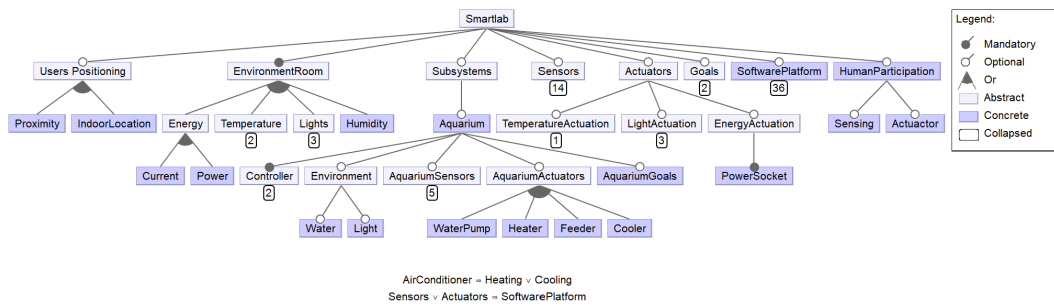 Smartlab
Legend:
Mandatory
Optional
Or
Abstract
Concrete
Collapsed
Users Positioning EnvironmentRoom Subsystems Sensors Actuators Goals SoftwarePlatform HumanParticipation
14 2 36
Proximity IndoorLocation Energy Temperature Lights Humidity Aquarium TemperatureActuation LightActuation EnergyActuation Sensing Actuactor
2 3 1 3
Current Power Controller Environment AquariumSensors AquariumActuators AquariumGoals PowerSocket
2 5
Water Light WaterPump Heater Feeder Cooler
AirConditioner ⇒ Heating ∨ Cooling
Sensors ∨ Actuators ⇒ SoftwarePlatform